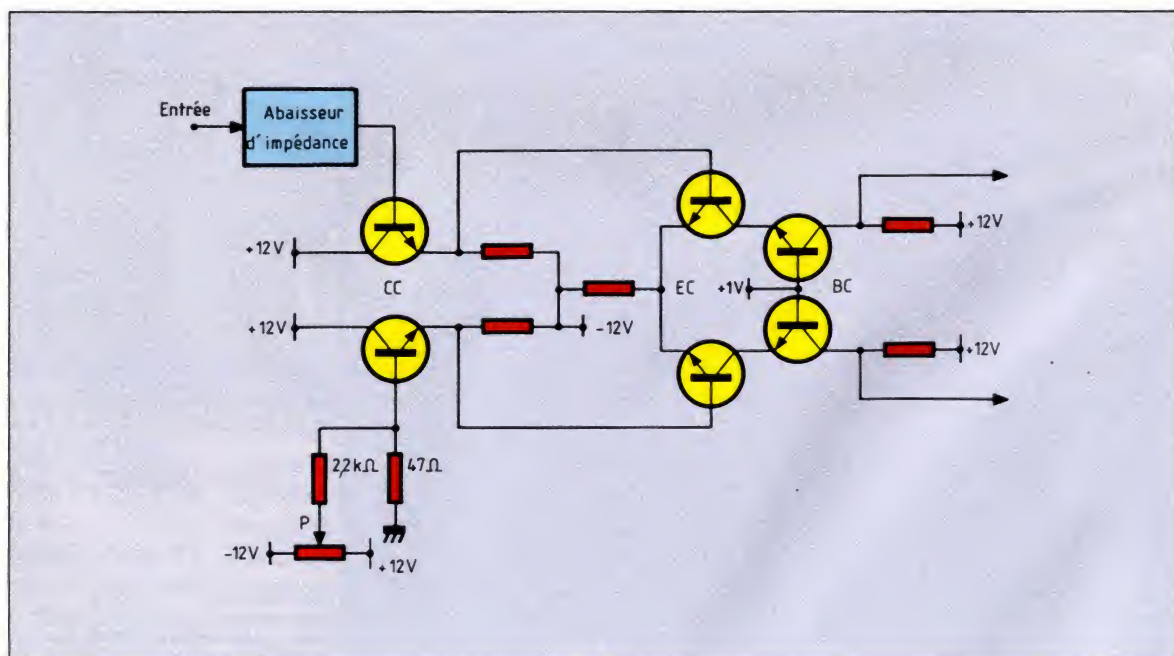 Entrée
Abaisseur
d'impédance
+12V
CC
+12V
-12V
EC
+1V
BC
+12V
+12V
2,2kΩ
47Ω
P
-12V
+12V